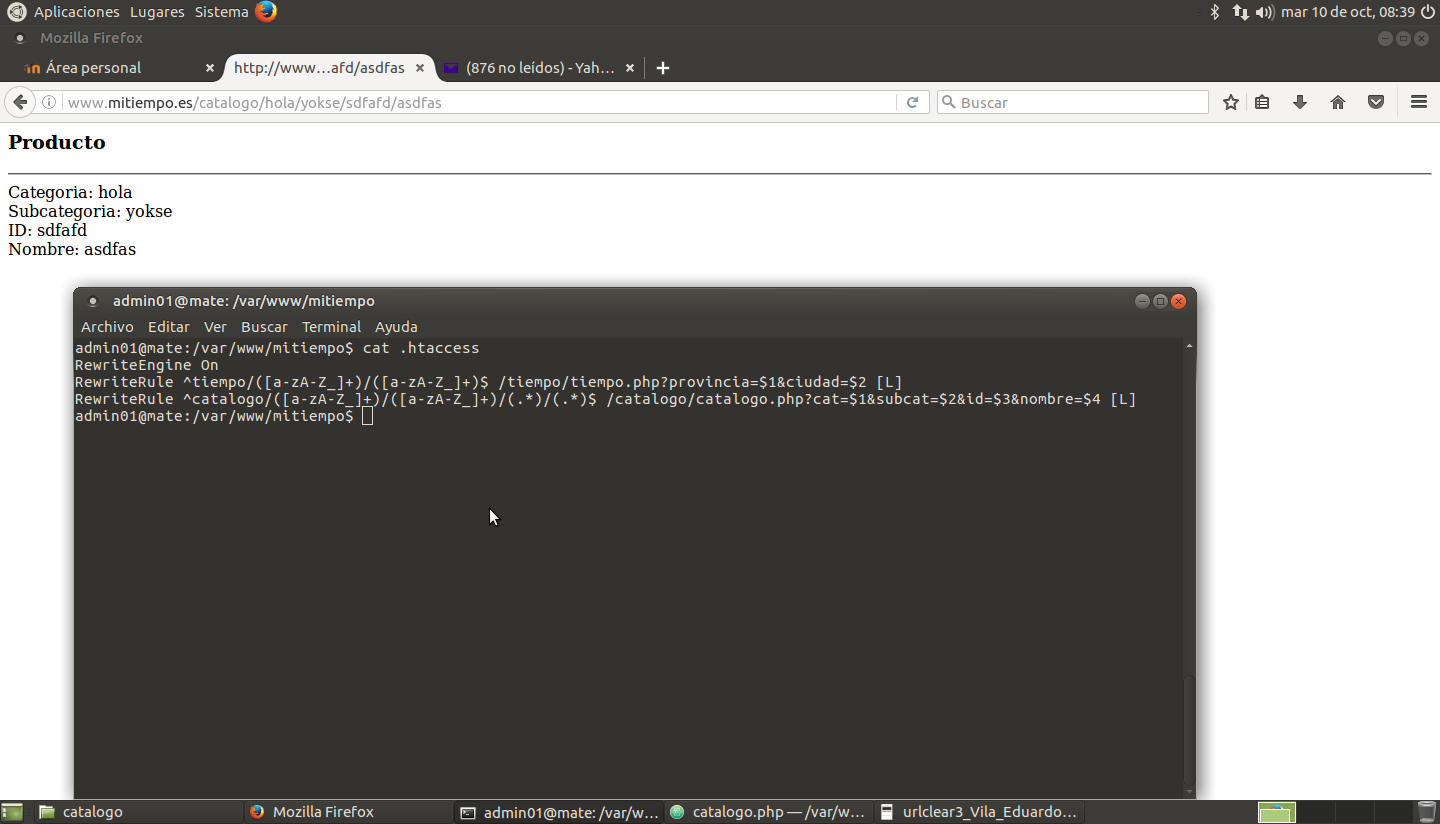 Aplicaciones Lugares Sistema mar 10 de oct, 08:39
Mozilla Firefox
Área personal http://www...afd/asdfas (876 no leídos) - Yah...
www.mitiempo.es/catalogo/hola/yokse/sdfafd/asdfas Buscar
Producto
Categoria: hola
Subcategoria: yokse
ID: sdfafd
Nombre: asdfas
admin01@mate: /var/www/mitiempo
Archivo Editar Ver Buscar Terminal Ayuda
admin01@mate:/var/www/mitiempo$ cat .htaccess
RewriteEngine On
RewriteRule ^tiempo/([a-zA-Z_]+)/([a-zA-Z_]+)$ /tiempo/tiempo.php?provincia=$1&ciudad=$2 [L]
RewriteRule ^catalogo/([a-zA-Z_]+)/([a-zA-Z_]+)/(.*)/(.*)$ /catalogo/catalogo.php?cat=$1&subcat=$2&id=$3&nombre=$4 [L]
admin01@mate:/var/www/mitiempo$
catalogo Mozilla Firefox admin01@mate: /var/w... catalogo.php — /var/w... urlclear3_Vila_Eduardo...